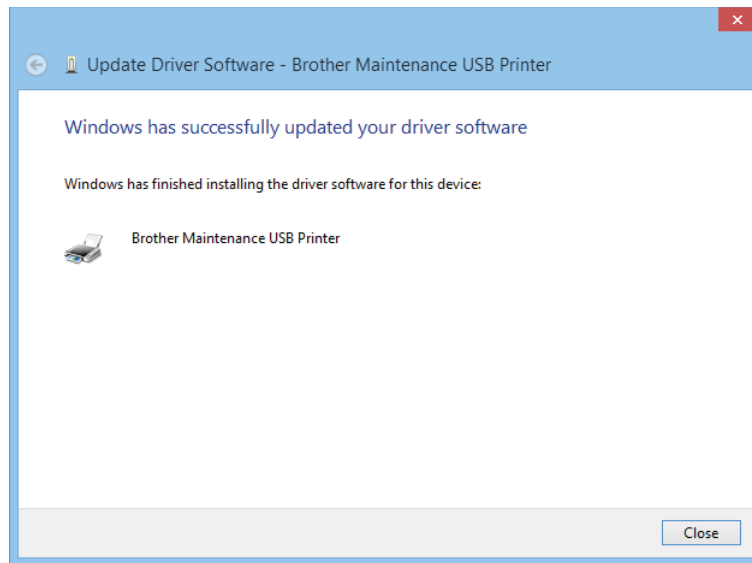 Update Driver Software - Brother Maintenance USB Printer
Windows has successfully updated your driver software
Windows has finished installing the driver software for this device:
Brother Maintenance USB Printer
Close